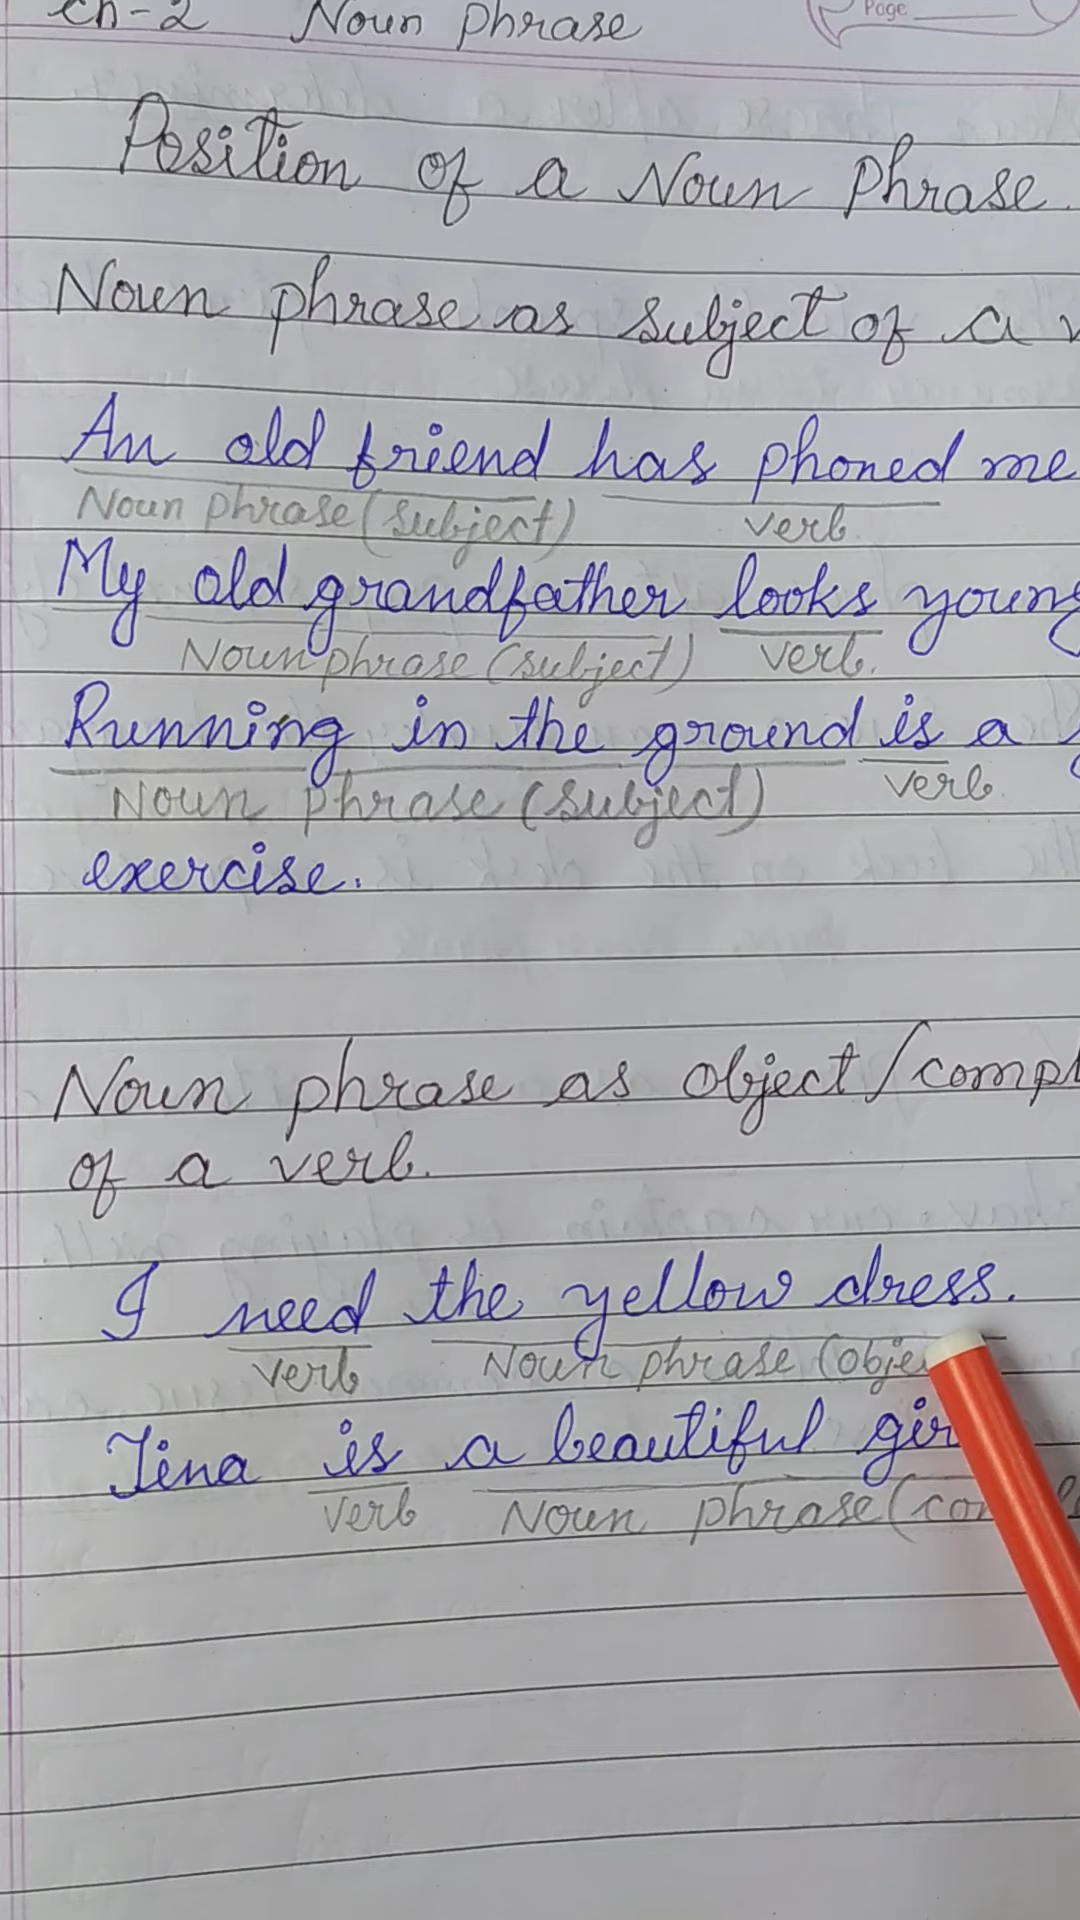 Ch-2 Noun Phrase
Page
Position of a Noun Phrase.
Noun phrase as subject of a
An old friend has phoned me
Noun phrase (subject) verb.
My old grandfather looks young
Noun phrase (subject) verb.
Running in the ground is a
Noun phrase (subject) verb.
exercise.
Noun phrase as object/compl
of a verb.
I need the yellow dress.
verb Noun phrase (obje
Tina is a beautiful gir
verb Noun phrase (co